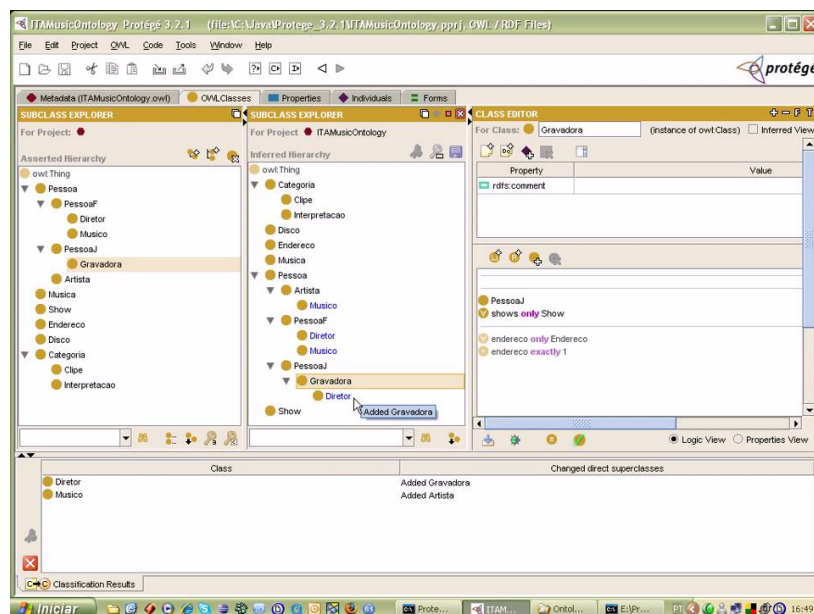 ITAMusicOntology Protégé 3.2.1 (file:\C:\Java\Protege_3.2.1\ITAMusicOntology.pprj, OWL / RDF Files)
File Edit Project OWL Code Tools Window Help
protégé
Metadata (ITAMusicOntology.owl) OWLClasses Properties Individuals Forms
SUBCLASS EXPLORER
For Project:
Asserted Hierarchy
owl:Thing
Pessoa
PessoaF
Diretor
Musico
PessoaJ
Gravadora
Artista
Musica
Show
Endereco
Disco
Categoria
Clipe
Interpretacao
SUBCLASS EXPLORER
For Project ITAMusicOntology
Inferred Hierarchy
owl:Thing
Categoria
Clipe
Interpretacao
Disco
Endereco
Musica
Pessoa
Artista
Musico
PessoaF
Diretor
Musico
PessoaJ
Gravadora
Diretor
Added Gravadora
Show
CLASS EDITOR
For Class: Gravadora (instance of owl:Class) Inferred View
Property Value
rdfs:comment
PessoaJ
shows only Show
endereco only Endereco
endereco exactly 1
Logic View Properties View
Class Changed direct superclasses
Diretor Added Gravadora
Musico Added Artista
Classification Results
Iniciar Prote... ITAM... Ontol... E:\Pr... PT 16:49